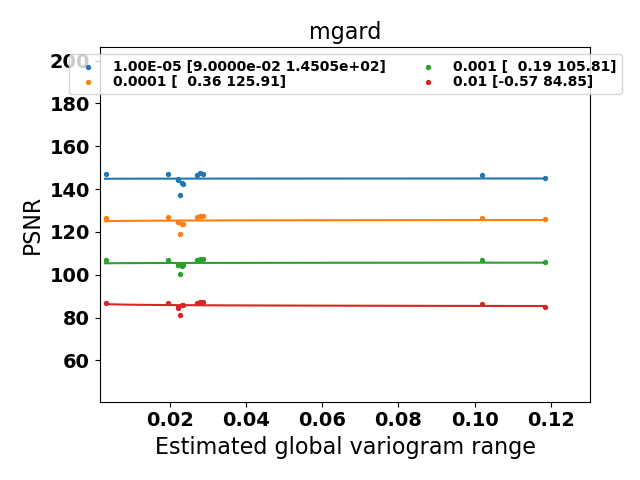 mgard
1.00E-05 [9.0000e-02 1.4505e+02]
0.0001 [  0.36 125.91]
0.001 [  0.19 105.81]
0.01 [-0.57 84.85]
200
180
160
140
120
100
80
60
PSNR
0.02 0.04 0.06 0.08 0.10 0.12
Estimated global variogram range